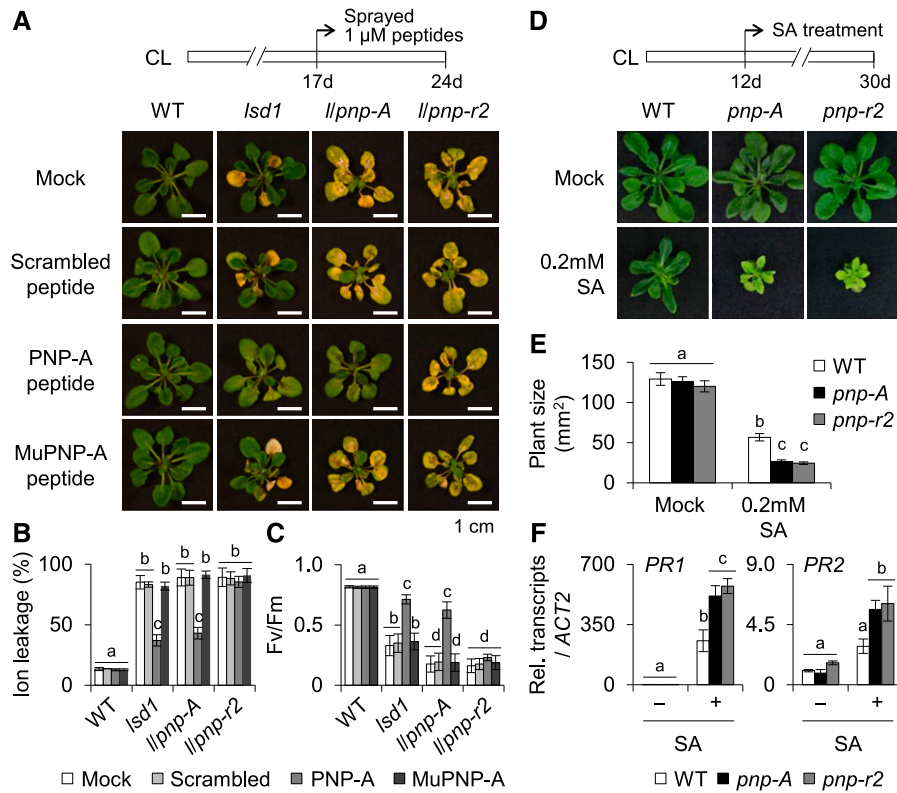 A
Sprayed
1 µM peptides
CL
17d
24d
WT
lsd1
l/pnp-A
l/pnp-r2
Mock
Scrambled
peptide
PNP-A
peptide
MuPNP-A
peptide
1 cm
B
Ion leakage (%)
100
50
0
a
b
c
b
b
c
b
b
WT
lsd1
l/pnp-A
l/pnp-r2
C
Fv/Fm
1.0
0.5
0
a
b
c
b
d
c
d
d
WT
lsd1
l/pnp-A
l/pnp-r2
Mock
Scrambled
PNP-A
MuPNP-A
D
SA treatment
CL
12d
30d
WT
pnp-A
pnp-r2
Mock
0.2mM
SA
E
Plant size
(mm2)
150
100
50
0
a
b
c
c
WT
pnp-A
pnp-r2
Mock
0.2mM
SA
F
Rel. transcripts
/ ACT2
700
350
0
PR1
a
b
c
–
+
SA
9.0
4.5
0
PR2
a
a
b
–
+
SA
WT
pnp-A
pnp-r2